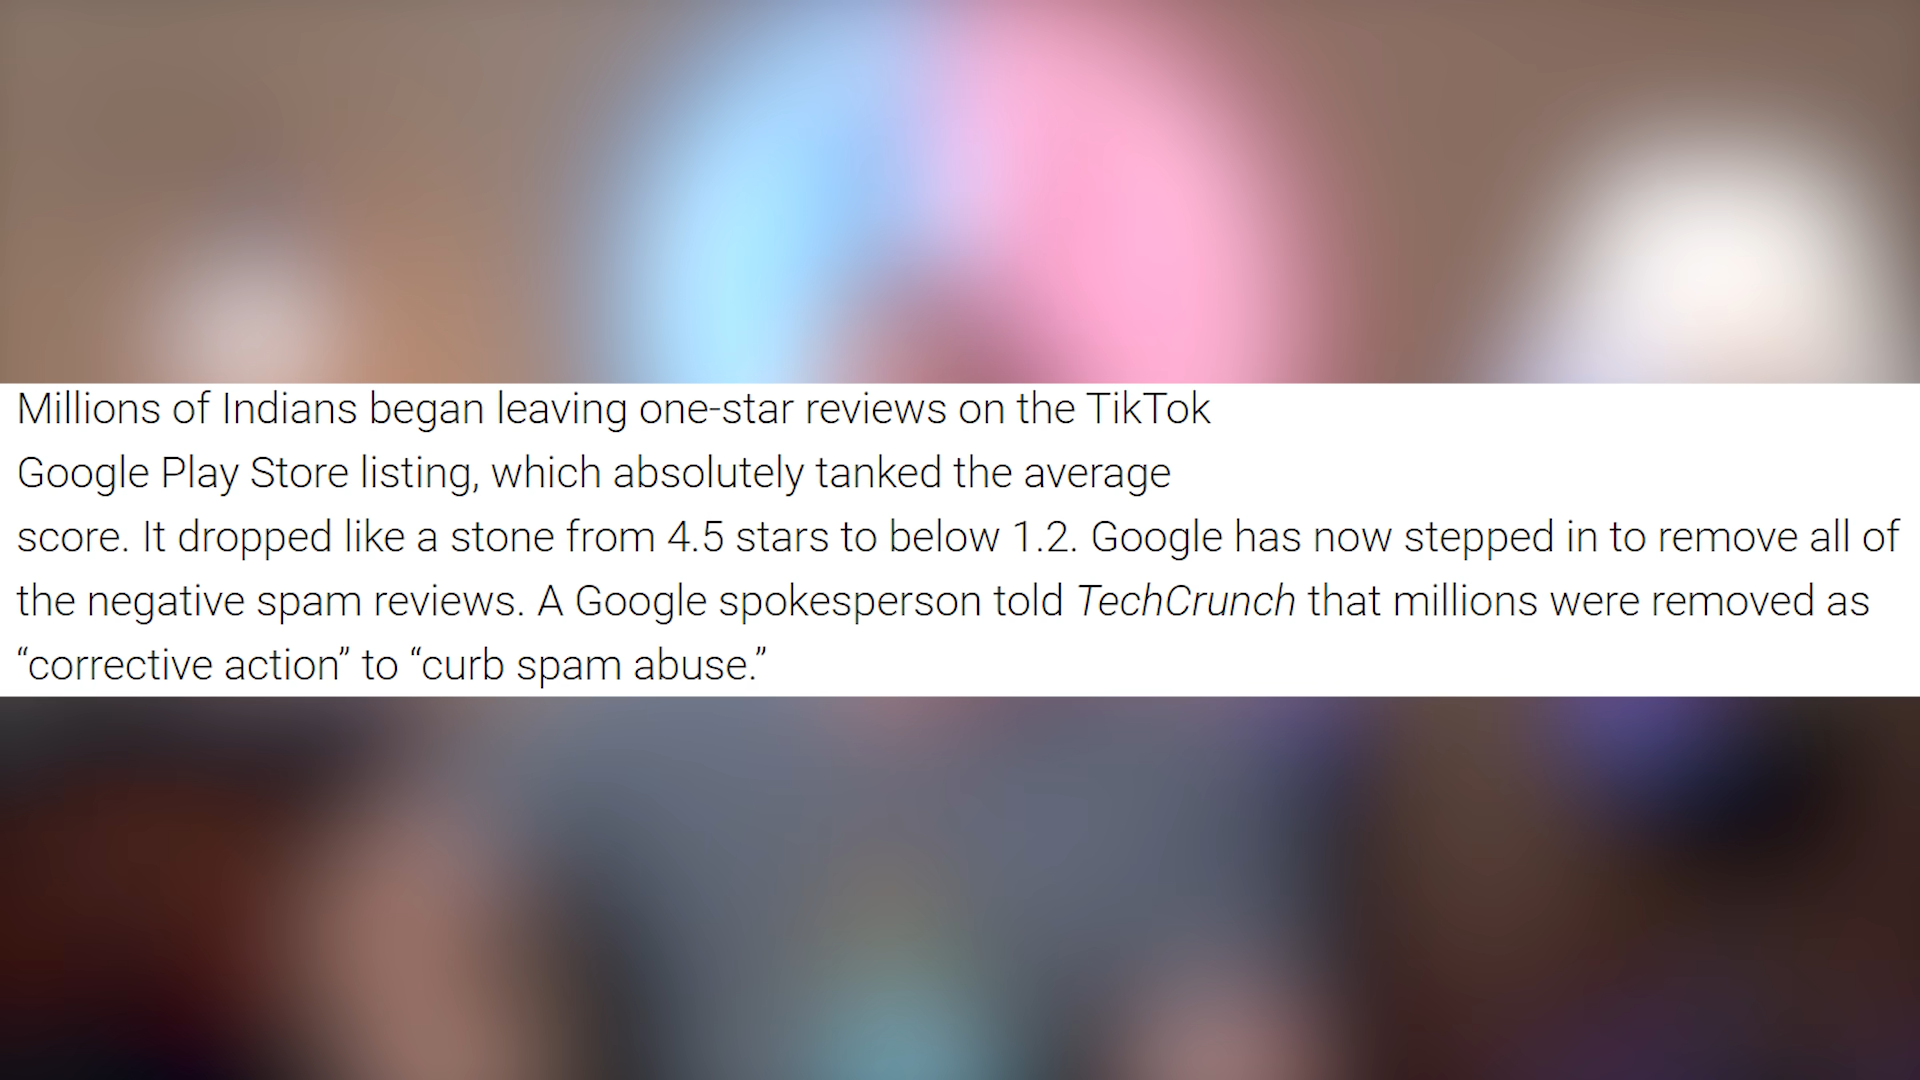 Millions of Indians began leaving one-star reviews on the TikTok
Google Play Store listing, which absolutely tanked the average
score. It dropped like a stone from 4.5 stars to below 1.2. Google has now stepped in to remove all of
the negative spam reviews. A Google spokesperson told TechCrunch that millions were removed as
“corrective action” to “curb spam abuse.”